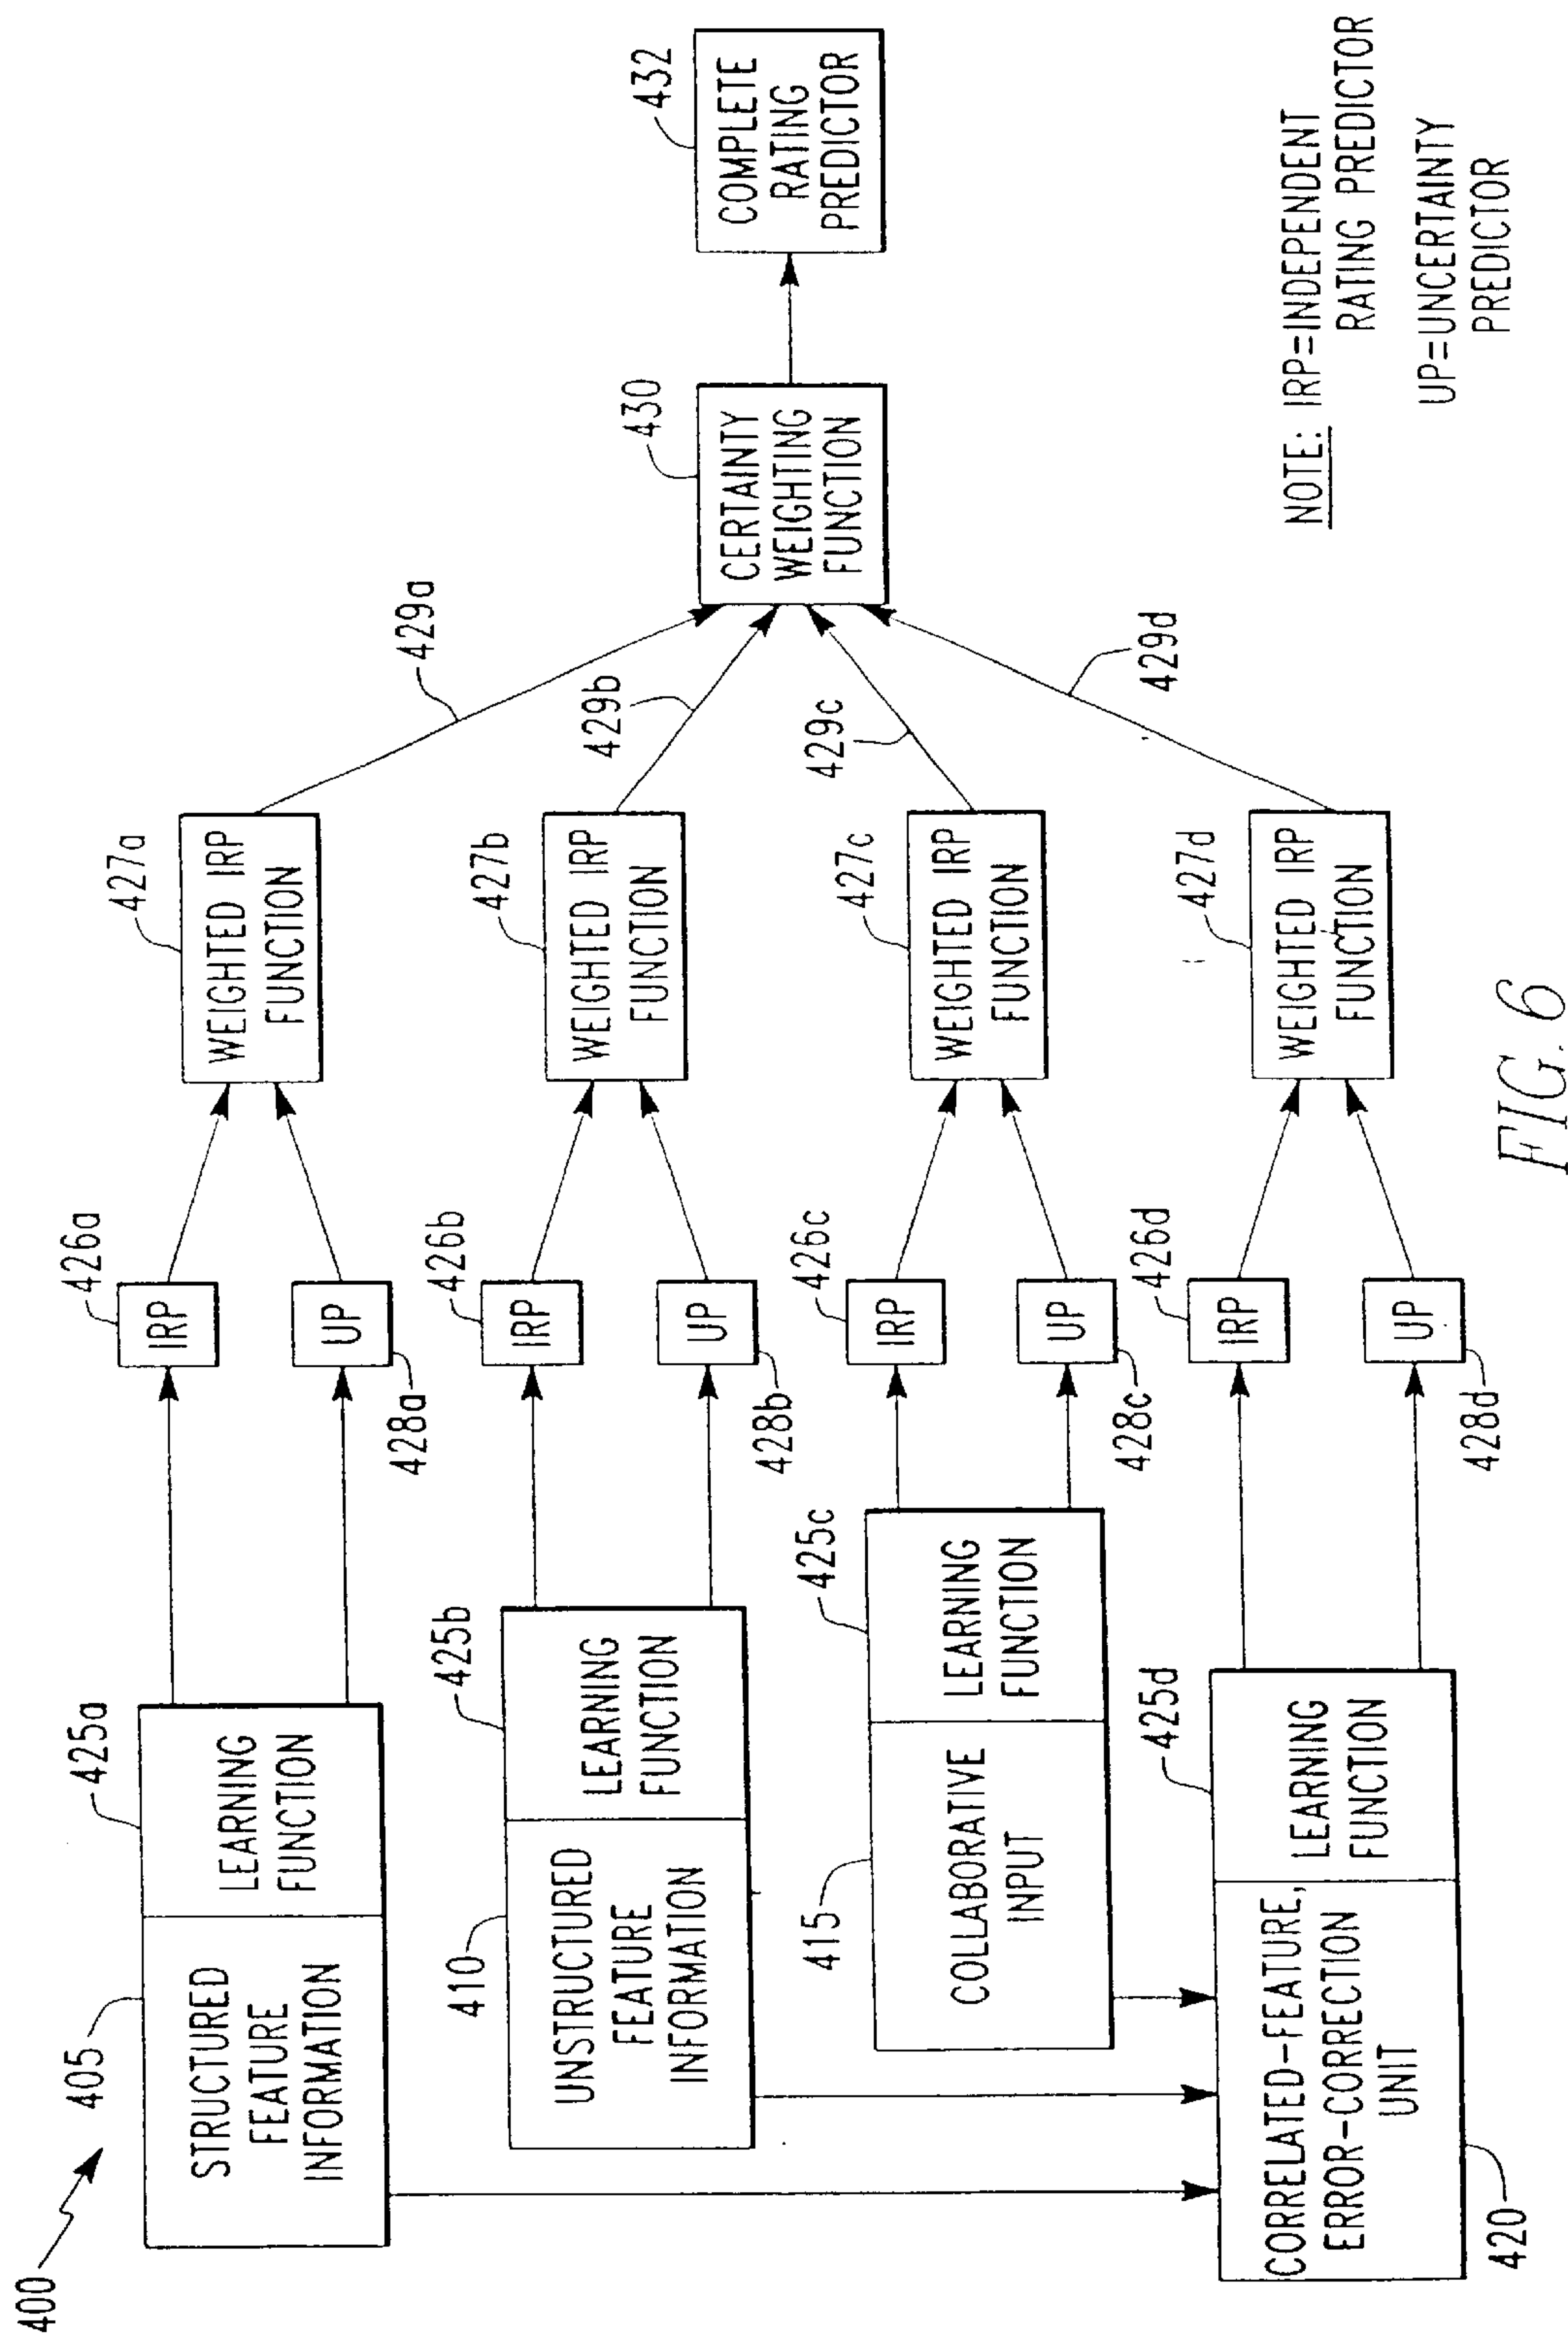 400
405
STRUCTURED
FEATURE
INFORMATION
425a
LEARNING
FUNCTION
426a
IRP
UP
428a
427a
WEIGHTED IRP
FUNCTION
429a
410
UNSTRUCTURED
FEATURE
INFORMATION
425b
LEARNING
FUNCTION
426b
IRP
UP
428b
427b
WEIGHTED IRP
FUNCTION
429b
415
COLLABORATIVE
INPUT
425c
LEARNING
FUNCTION
426c
IRP
UP
428c
427c
WEIGHTED IRP
FUNCTION
429c
CORRELATED-FEATURE,
ERROR-CORRECTION
UNIT
420
425d
LEARNING
FUNCTION
426d
IRP
UP
428d
427d
WEIGHTED IRP
FUNCTION
429d
430
CERTAINTY
WEIGHTING
FUNCTION
432
COMPLETE
RATING
PREDICTOR
NOTE: IRP=INDEPENDENT
RATING PREDICTOR
UP=UNCERTAINTY
PREDICTOR
FIG. 6